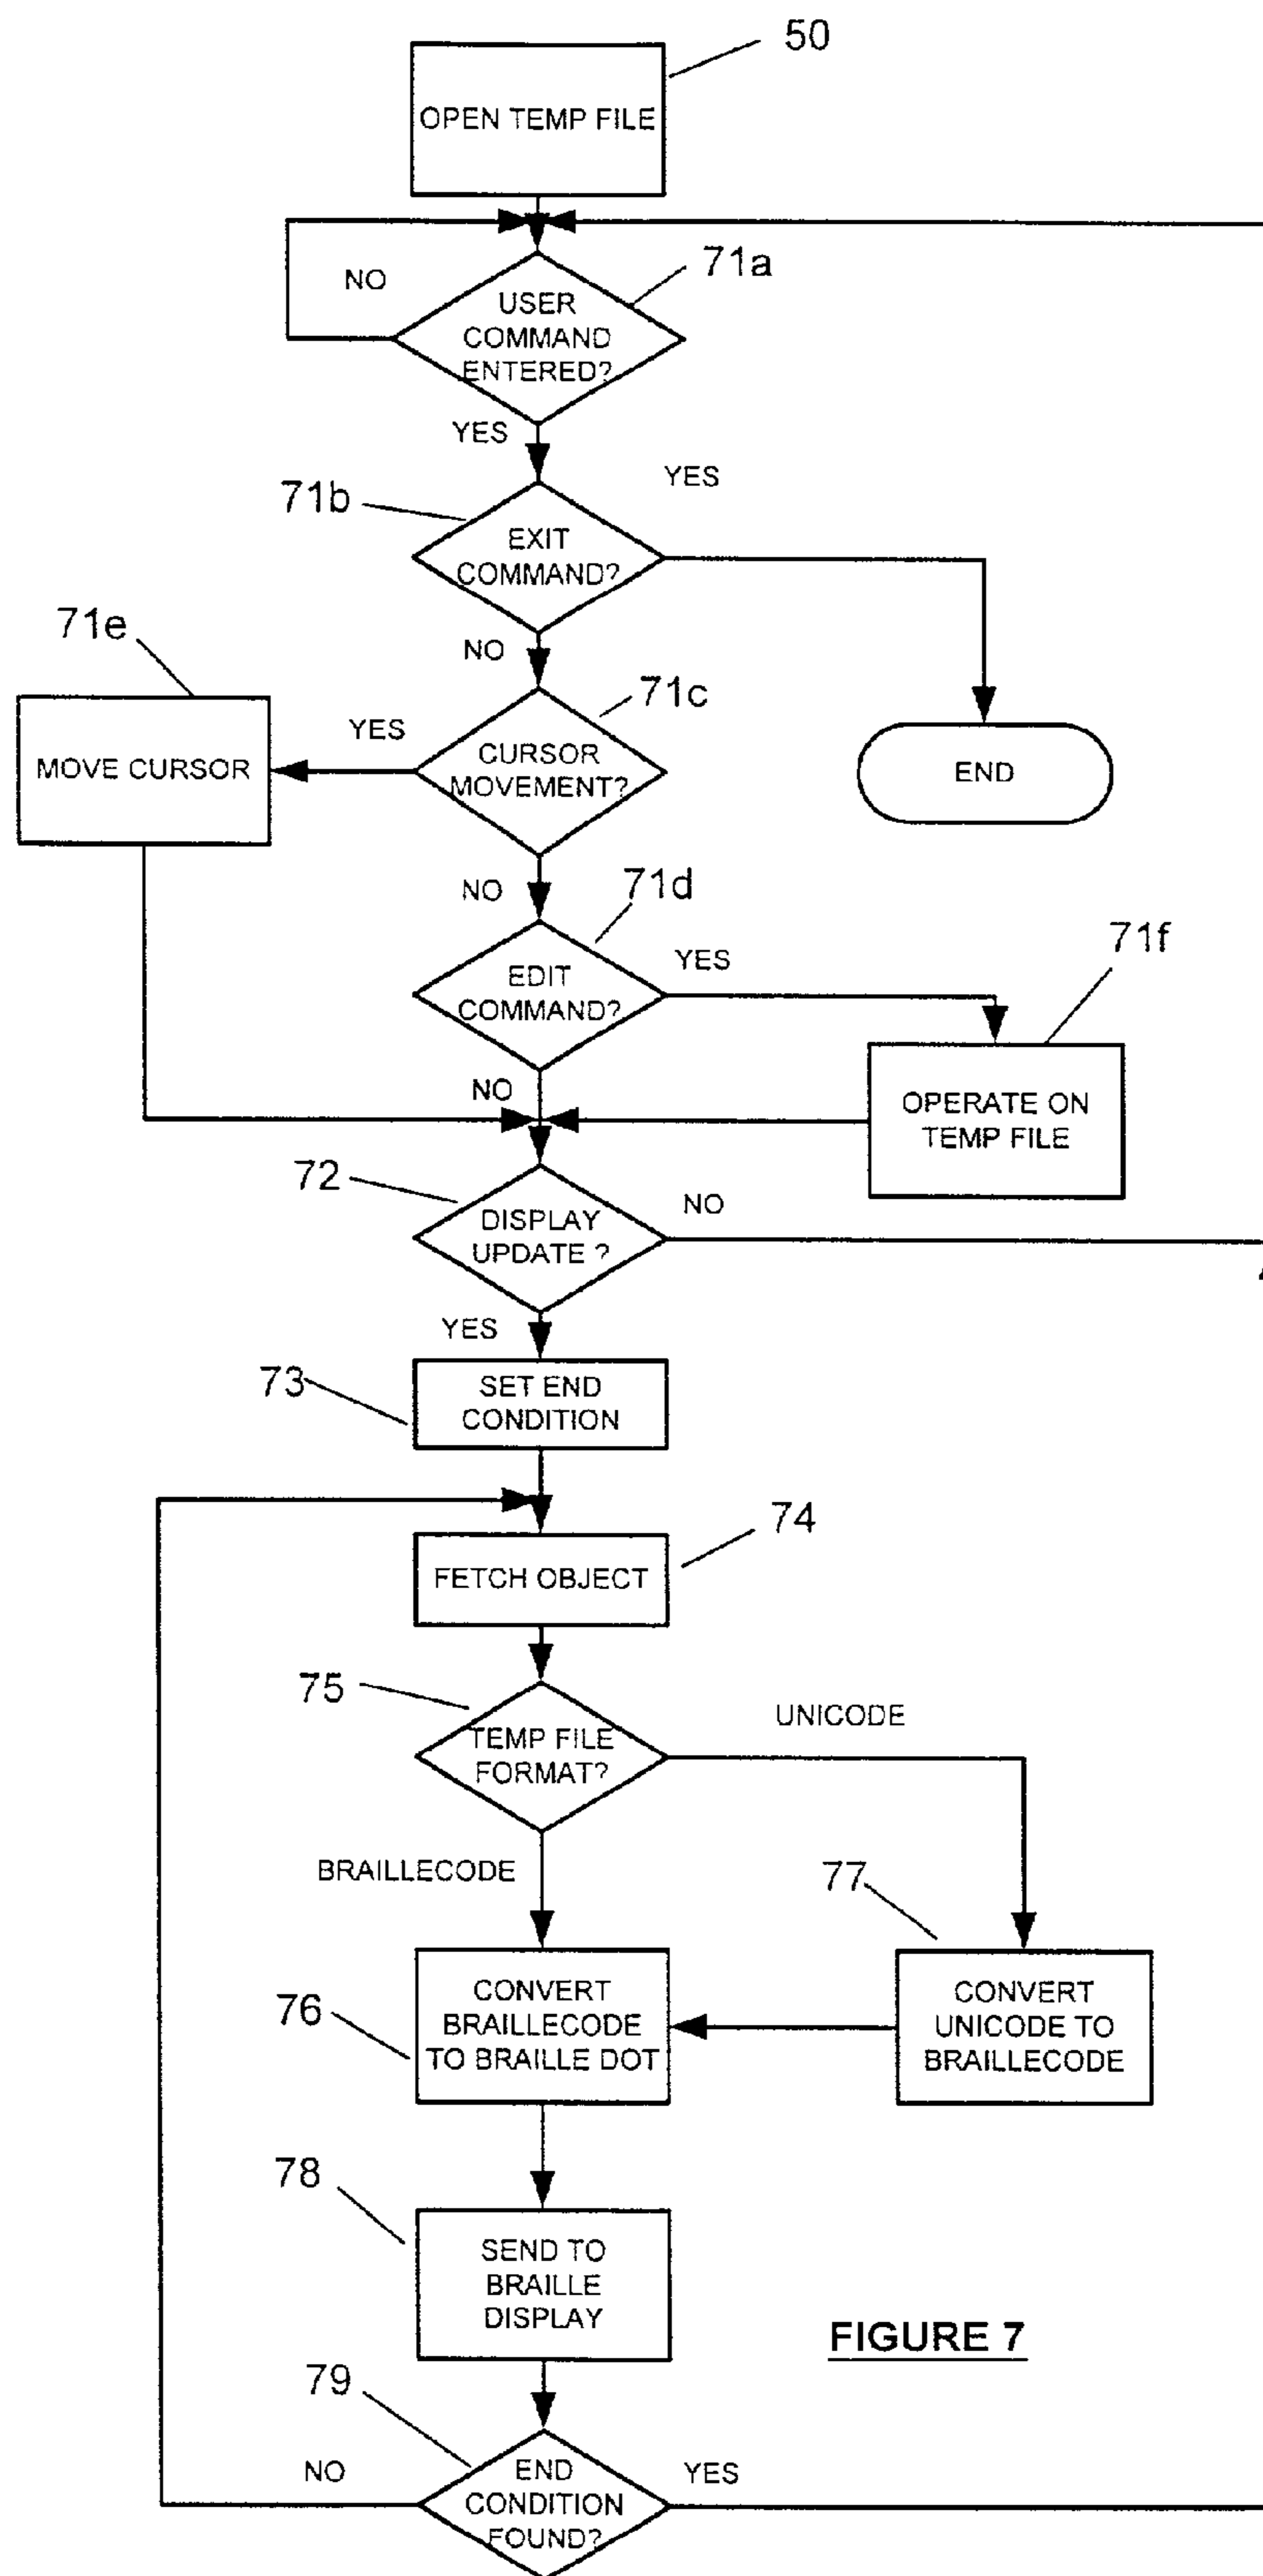 50
OPEN TEMP FILE
71a
NO
USER
COMMAND
ENTERED?
YES
YES
71b
EXIT
COMMAND?
71e
NO
71c
YES
MOVE CURSOR
CURSOR
MOVEMENT?
END
NO
71d
71f
YES
EDIT
COMMAND?
NO
OPERATE ON
TEMP FILE
72
NO
DISPLAY
UPDATE ?
YES
73
SET END
CONDITION
74
FETCH OBJECT
75
UNICODE
TEMP FILE
FORMAT?
BRAILLECODE
77
76
CONVERT
BRAILLECODE
TO BRAILLE DOT
CONVERT
UNICODE TO
BRAILLECODE
78
SEND TO
BRAILLE
DISPLAY
FIGURE 7
79
NO
END
CONDITION
FOUND?
YES